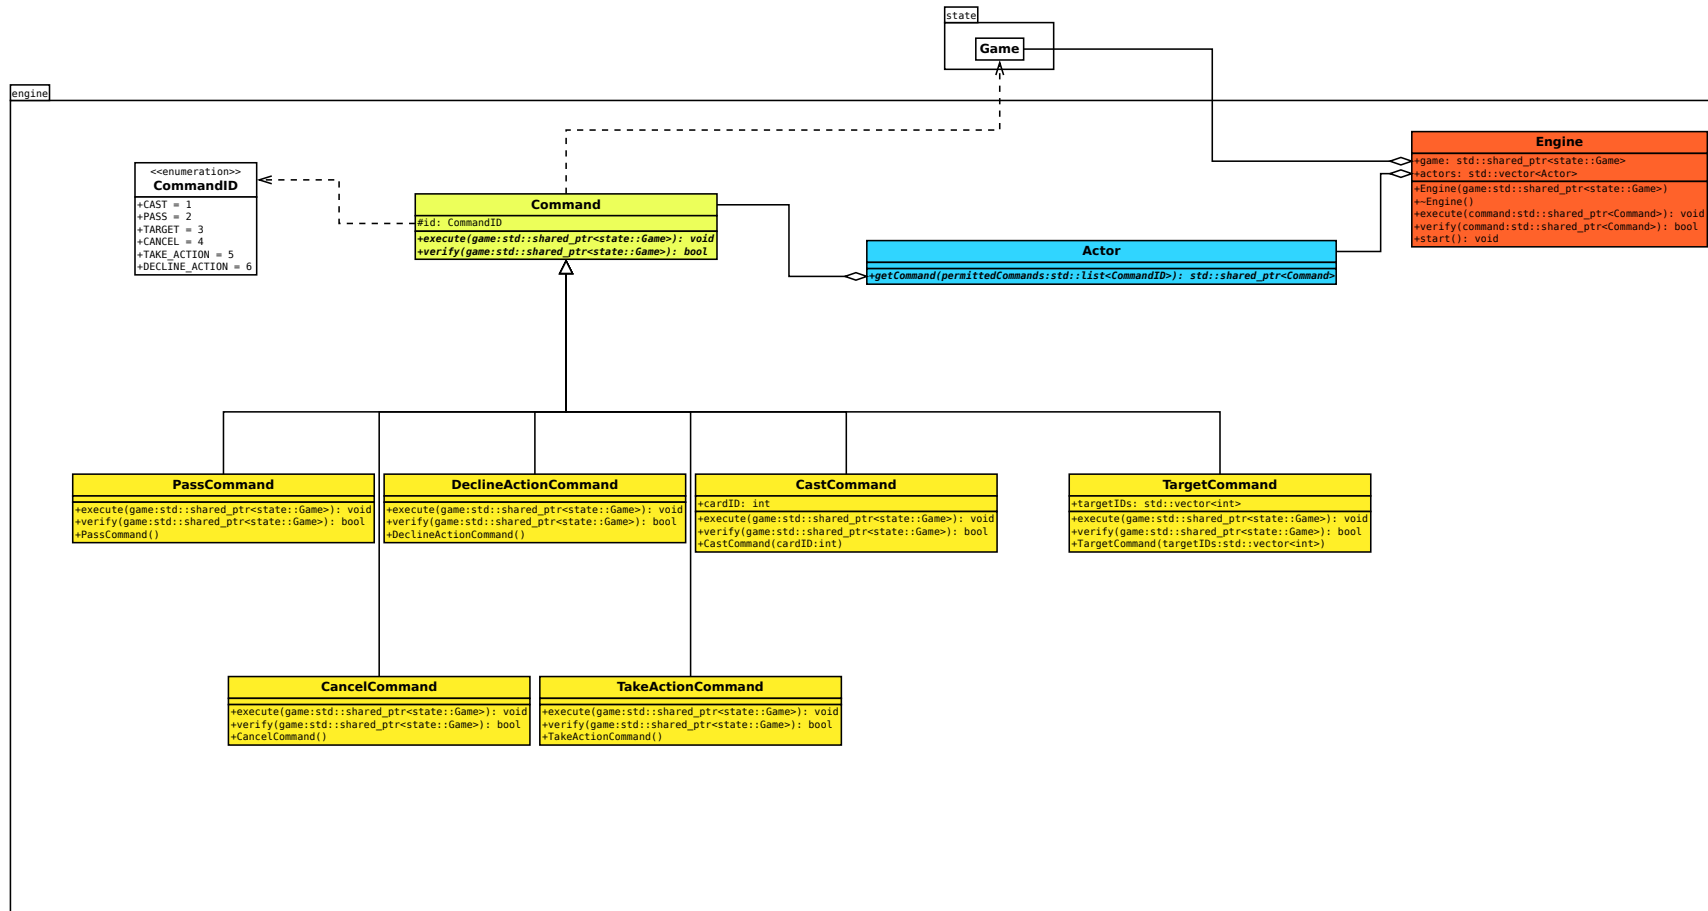 state
Game
engine
Engine
+game: std::shared_ptr<state::Game>
+actors: std::vector<Actor>
+Engine(game:std::shared_ptr<state::Game>)
+~Engine()
+execute(command:std::shared_ptr<Command>): void
+verify(command:std::shared_ptr<Command>): bool
+start(): void
<<enumeration>>
CommandID
+CAST = 1
+PASS = 2
+TARGET = 3
+CANCEL = 4
+TAKE_ACTION = 5
+DECLINE_ACTION = 6
Command
#id: CommandID
+execute(game:std::shared_ptr<state::Game>): void
+verify(game:std::shared_ptr<state::Game>): bool
Actor
+getCommand(permittedCommands:std::list<CommandID>): std::shared_ptr<Command>
PassCommand
+execute(game:std::shared_ptr<state::Game>): void
+verify(game:std::shared_ptr<state::Game>): bool
+PassCommand()
DeclineActionCommand
+execute(game:std::shared_ptr<state::Game>): void
+verify(game:std::shared_ptr<state::Game>): bool
+DeclineActionCommand()
CastCommand
+cardID: int
+execute(game:std::shared_ptr<state::Game>): void
+verify(game:std::shared_ptr<state::Game>): bool
+CastCommand(cardID:int)
TargetCommand
+targetIDs: std::vector<int>
+execute(game:std::shared_ptr<state::Game>): void
+verify(game:std::shared_ptr<state::Game>): bool
+TargetCommand(targetIDs:std::vector<int>)
CancelCommand
+execute(game:std::shared_ptr<state::Game>): void
+verify(game:std::shared_ptr<state::Game>): bool
+CancelCommand()
TakeActionCommand
+execute(game:std::shared_ptr<state::Game>): void
+verify(game:std::shared_ptr<state::Game>): bool
+TakeActionCommand()